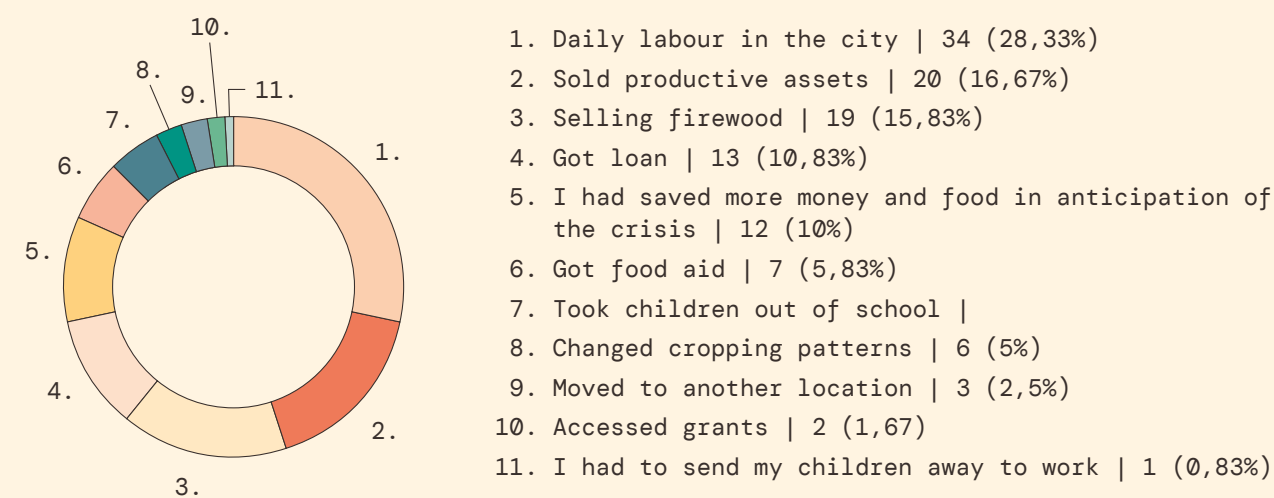 10.
8.
9.
11.
7.
1.
6.
5.
4.
2.
3.
1. Daily labour in the city | 34 (28,33%)
2. Sold productive assets | 20 (16,67%)
3. Selling firewood | 19 (15,83%)
4. Got loan | 13 (10,83%)
5. I had saved more money and food in anticipation of
the crisis | 12 (10%)
6. Got food aid | 7 (5,83%)
7. Took children out of school |
8. Changed cropping patterns | 6 (5%)
9. Moved to another location | 3 (2,5%)
10. Accessed grants | 2 (1,67)
11. I had to send my children away to work | 1 (0,83%)